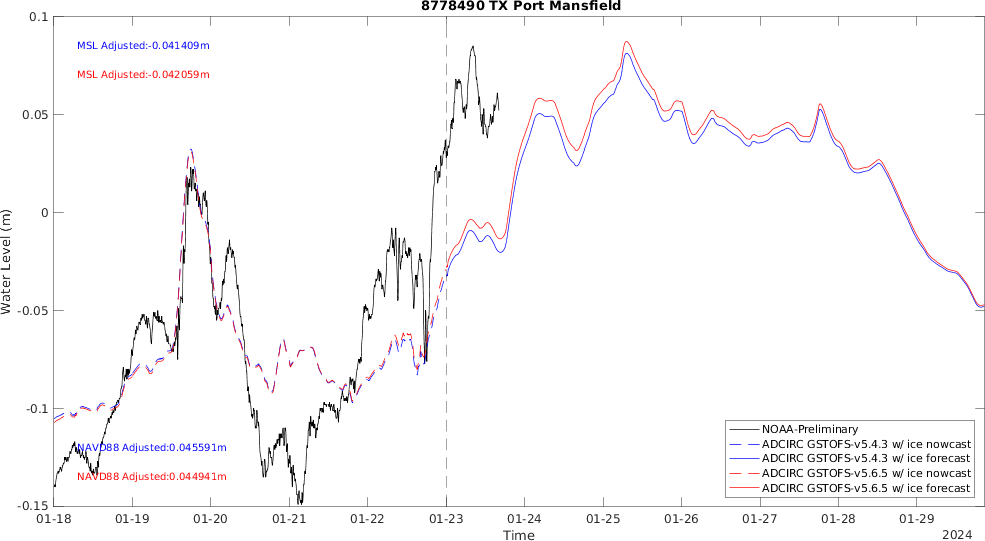 8778490 TX Port Mansfield
MSL Adjusted:-0.041409m
MSL Adjusted:-0.042059m
NAVD88 Adjusted:0.045591m
NAVD88 Adjusted:0.044941m
Water Level (m)
0.1
0.05
0
-0.05
-0.1
-0.15
NOAA-Preliminary
ADCIRC GSTOFS-v5.4.3 w/ ice nowcast
ADCIRC GSTOFS-v5.4.3 w/ ice forecast
ADCIRC GSTOFS-v5.6.5 w/ ice nowcast
ADCIRC GSTOFS-v5.6.5 w/ ice forecast
01-18 01-19 01-20 01-21 01-22 01-23 01-24 01-25 01-26 01-27 01-28 01-29
Time
2024